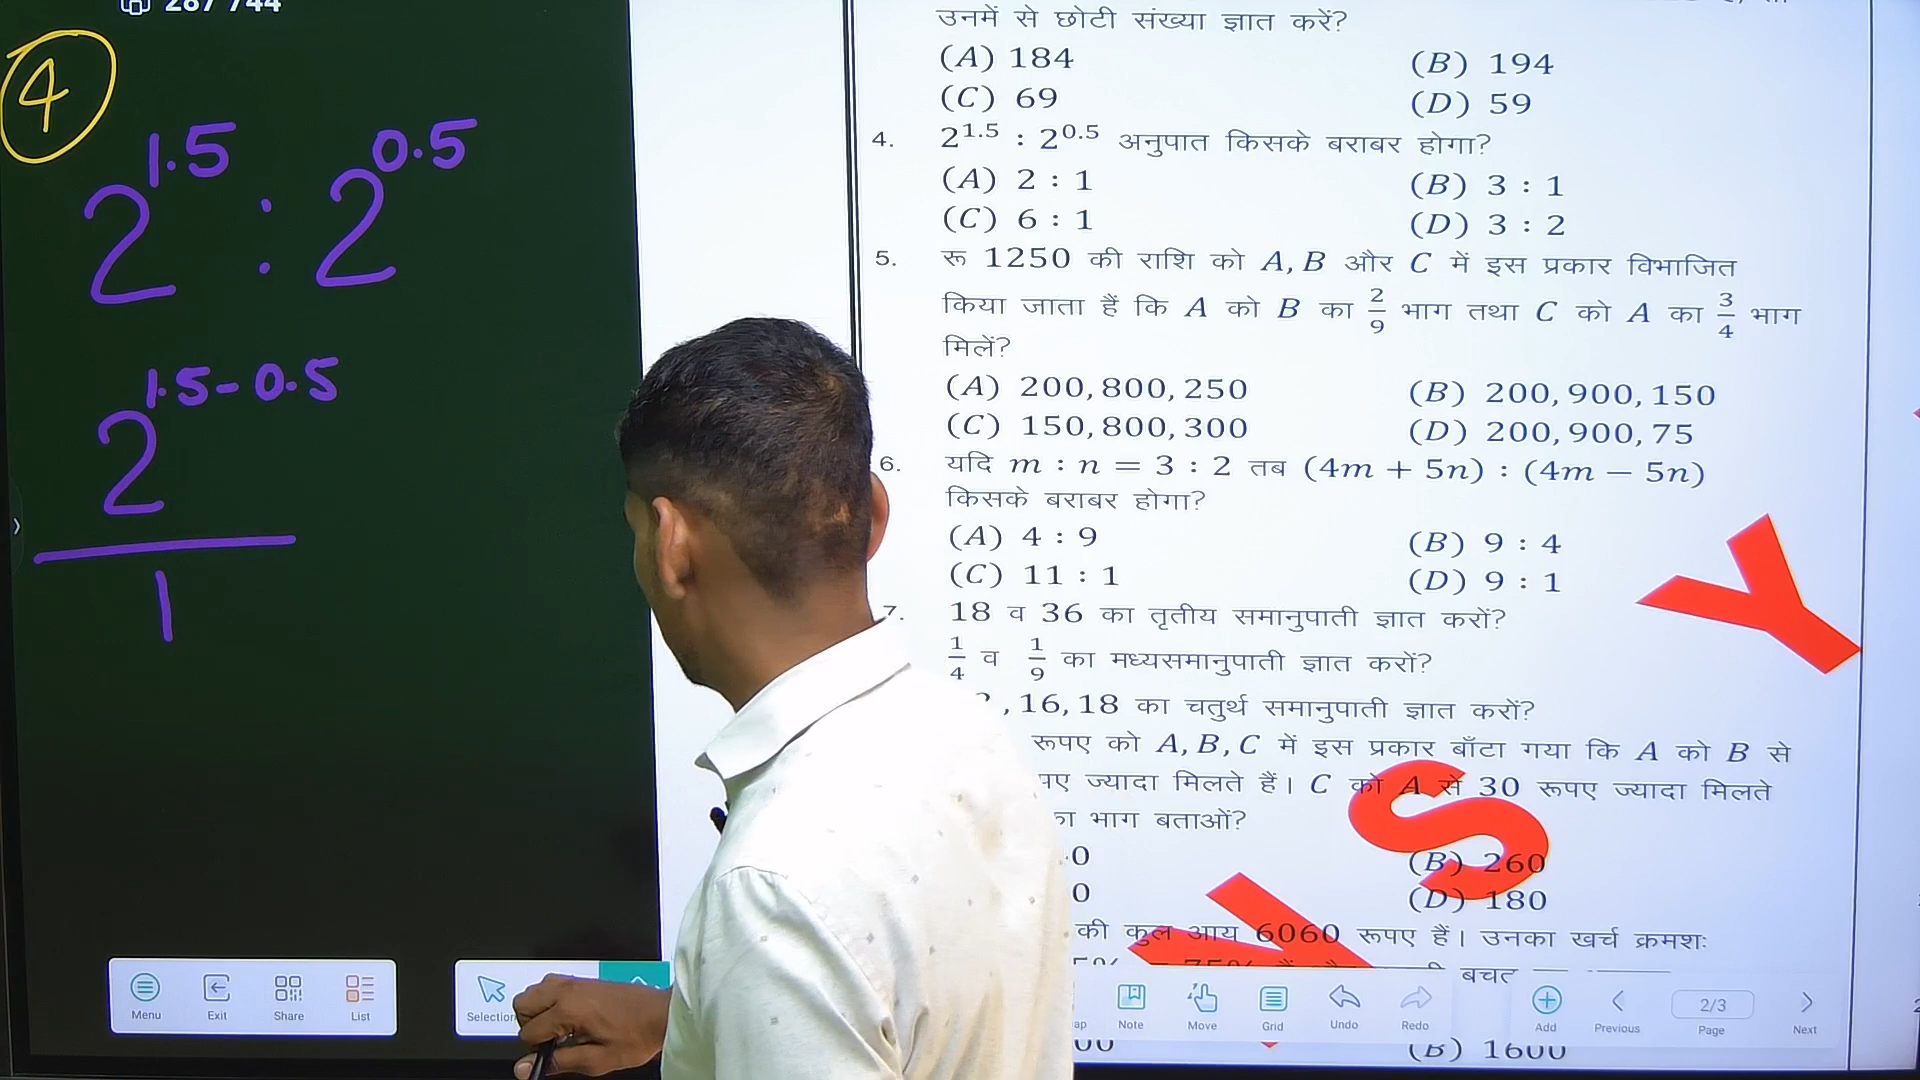 287 744
4
2^1.5 : 2^0.5
2^1.5-0.5
1
उनमें से छोटी संख्या ज्ञात करें?
(A) 184 (B) 194
(C) 69 (D) 59
4. 2^1.5 : 2^0.5 अनुपात किसके बराबर होगा?
(A) 2 : 1 (B) 3 : 1
(C) 6 : 1 (D) 3 : 2
5. रू 1250 की राशि को A, B और C में इस प्रकार विभाजित
किया जाता हैं कि A को B का 2/9 भाग तथा C को A का 3/4 भाग
मिलें?
(A) 200, 800, 250 (B) 200, 900, 150
(C) 150, 800, 300 (D) 200, 900, 75
6. यदि m : n = 3 : 2 तब (4m + 5n) : (4m − 5n)
किसके बराबर होगा?
(A) 4 : 9 (B) 9 : 4
(C) 11 : 1 (D) 9 : 1
7. 18 व 36 का तृतीय समानुपाती ज्ञात करों?
1/4 व 1/9 का मध्यसमानुपाती ज्ञात करों?
, 16, 18 का चतुर्थ समानुपाती ज्ञात करों?
रूपए को A, B, C में इस प्रकार बाँटा गया कि A को B से
ज्यादा मिलते हैं। C को A से 30 रूपए ज्यादा मिलते
भाग बताओं?
0 (B) 260
0 (D) 180
की कुल आय 6060 रूपए हैं। उनका खर्च क्रमशः
75% बचत
(B) 1600
Y
S
Menu Exit Share List
Selection
Note Move Grid Undo Redo
Add Previous 2/3 Page Next